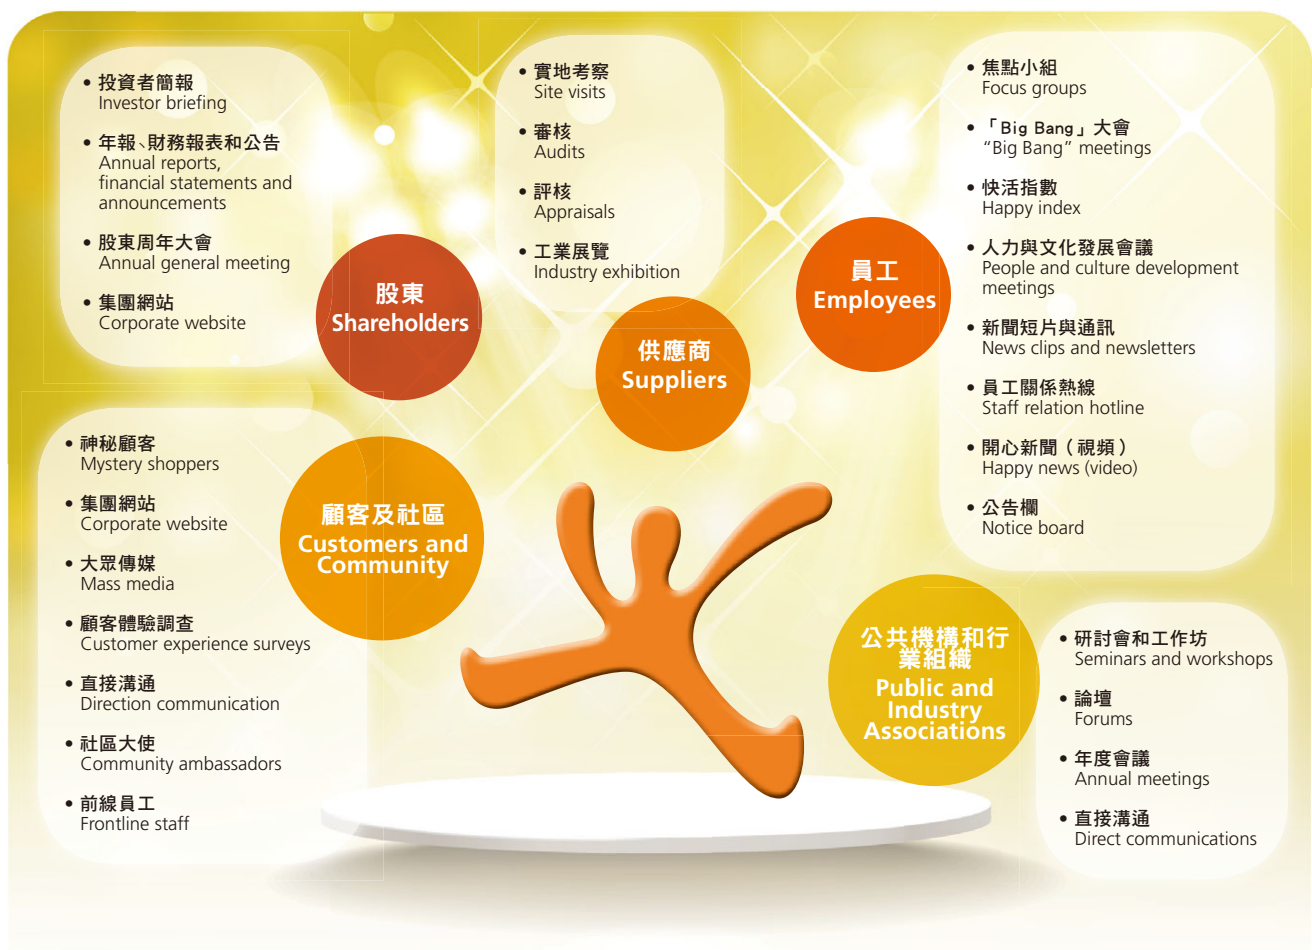 • 投資者簡報
Investor briefing
• 年報、財務報表和公告
Annual reports,
financial statements and
announcements
• 股東周年大會
Annual general meeting
• 集團網站
Corporate website
股東
Shareholders
• 實地考察
Site visits
• 審核
Audits
• 評核
Appraisals
• 工業展覽
Industry exhibition
供應商
Suppliers
員工
Employees
• 焦點小組
Focus groups
• 「Big Bang」大會
“Big Bang” meetings
• 快活指數
Happy index
• 人力與文化發展會議
People and culture development
meetings
• 新聞短片與通訊
News clips and newsletters
• 員工關係熱線
Staff relation hotline
• 開心新聞（視頻）
Happy news (video)
• 公告欄
Notice board
• 神秘顧客
Mystery shoppers
• 集團網站
Corporate website
• 大眾傳媒
Mass media
• 顧客體驗調查
Customer experience surveys
• 直接溝通
Direction communication
• 社區大使
Community ambassadors
• 前線員工
Frontline staff
顧客及社區
Customers and
Community
公共機構和行
業組織
Public and
Industry
Associations
• 研討會和工作坊
Seminars and workshops
• 論壇
Forums
• 年度會議
Annual meetings
• 直接溝通
Direct communications